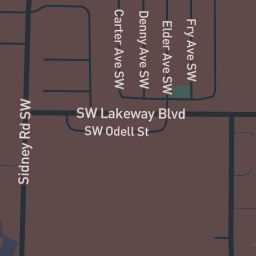 Carter Ave SW
Denny Ave SW
Elder Ave SW
Fry Ave SW
SW Lakeway Blvd
SW Odell St
Sidney Rd SW